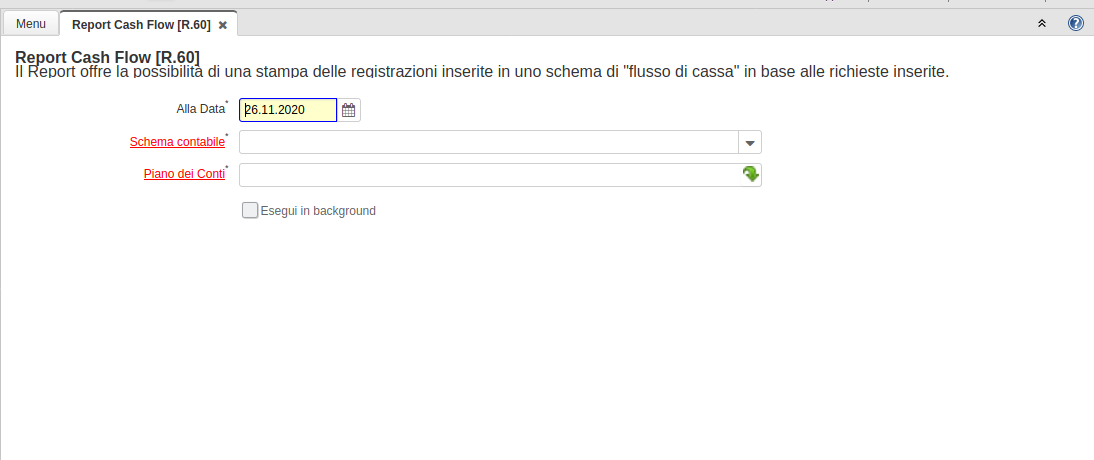 Menu
Report Cash Flow [R.60]
Report Cash Flow [R.60]
Il Report offre la possibilità di una stampa delle registrazioni inserite in uno schema di "flusso di cassa" in base alle richieste inserite.
Alla Data*
26.11.2020
Schema contabile*
Piano dei Conti*
Esegui in background